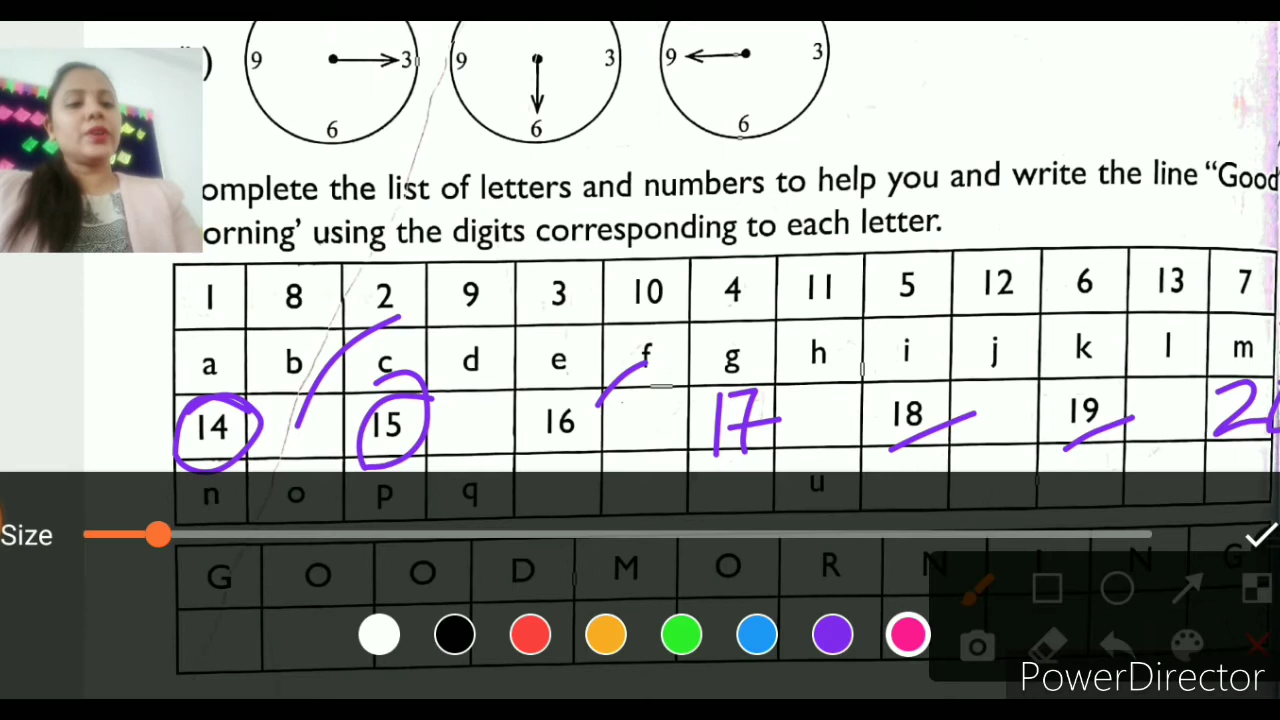 )
9 3 9 3 9 3
6 6 6
omplete the list of letters and numbers to help you and write the line “Good
orning’ using the digits corresponding to each letter.
1 8 2 9 3 10 4 11 5 12 6 13 7
a b c d e f g h i j k l m
14 15 16 17 18 19
n o p q u
Size
G O O D M O R N I N G
PowerDirector